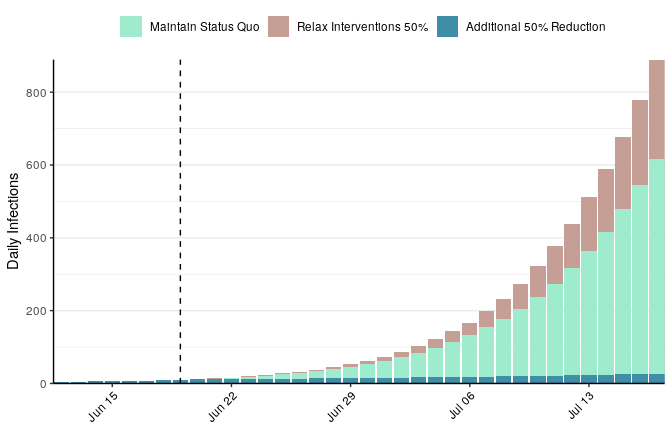 Maintain Status Quo Relax Interventions 50% Additional 50% Reduction
Daily Infections
800
600
400
200
0
Jun 15 Jun 22 Jun 29 Jul 06 Jul 13